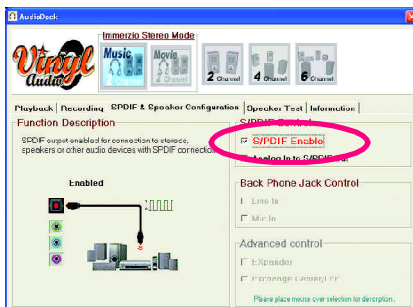 AudioDeck
Immerzio Stereo Mode
Vinyl Audio
Music
Movie
2 Channel
4 Channel
6 Channel
Playback
Recording
SPDIF & Speaker Configuration
Speaker Test
Information
Function Description
SPDIF output enabled for connection to stereos,
speakers or other audio devices with SPDIF connection.
Enabled
S/PDIF Control
S/PDIF Enable
Analog In to S/PDIF
Back Phone Jack Control
Line In
Mic In
Advanced control
EXpander
Exchange Center/LFE
Please place mouse over selection for description.